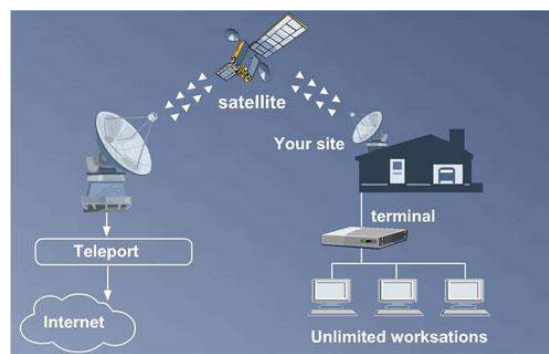 satellite
Your site
terminal
Teleport
Internet
Unlimited worksations